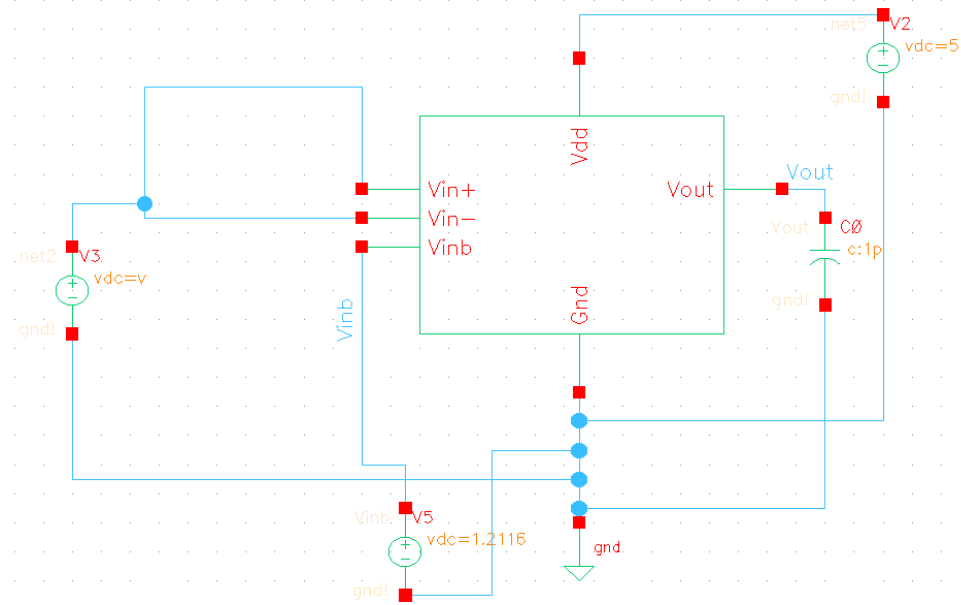 net5
V2
vdc=5
gnd!
Vdd
Vin+
Vin−
Vinb
Vout
Gnd
Vout
Vout
CØ
c:1p
gnd!
net2
V3
vdc=v
gnd!
Vinb
Vinb
V5
vdc=1.2116
gnd!
gnd